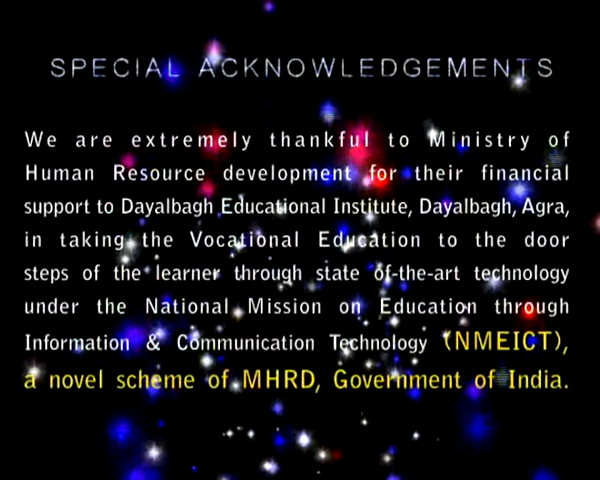 SPECIAL ACKNOWLEDGEMENTS
We are extremely thankful to Ministry of
Human Resource development for their financial
support to Dayalbagh Educational Institute, Dayalbagh, Agra,
in taking the Vocational Education to the door
steps of the learner through state of-the-art technology
under the National Mission on Education through
Information & Communication Technology (NMEICT),
a novel scheme of MHRD, Government of India.